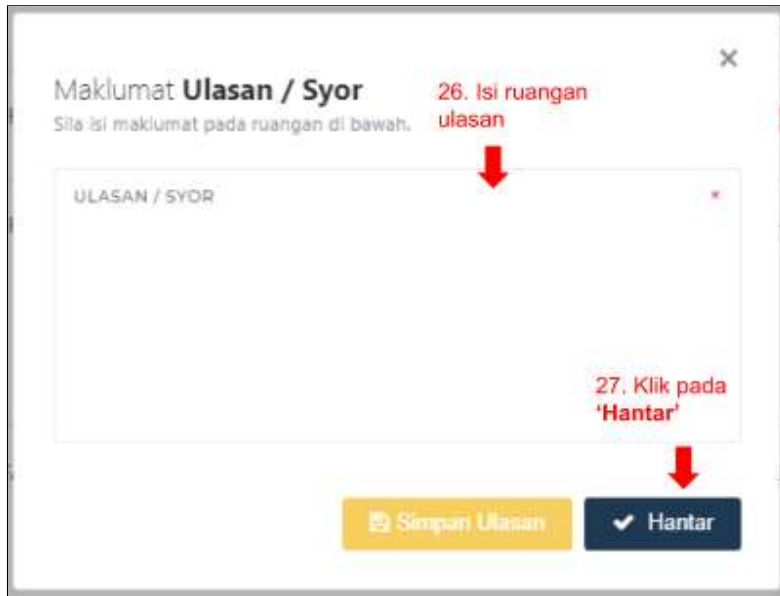 ×
Maklumat Ulasan / Syor
Sila isi maklumat pada ruangan di bawah.
26. Isi ruangan
ulasan
ULASAN / SYOR *
27. Klik pada
‘Hantar’
Simpan Ulasan
Hantar